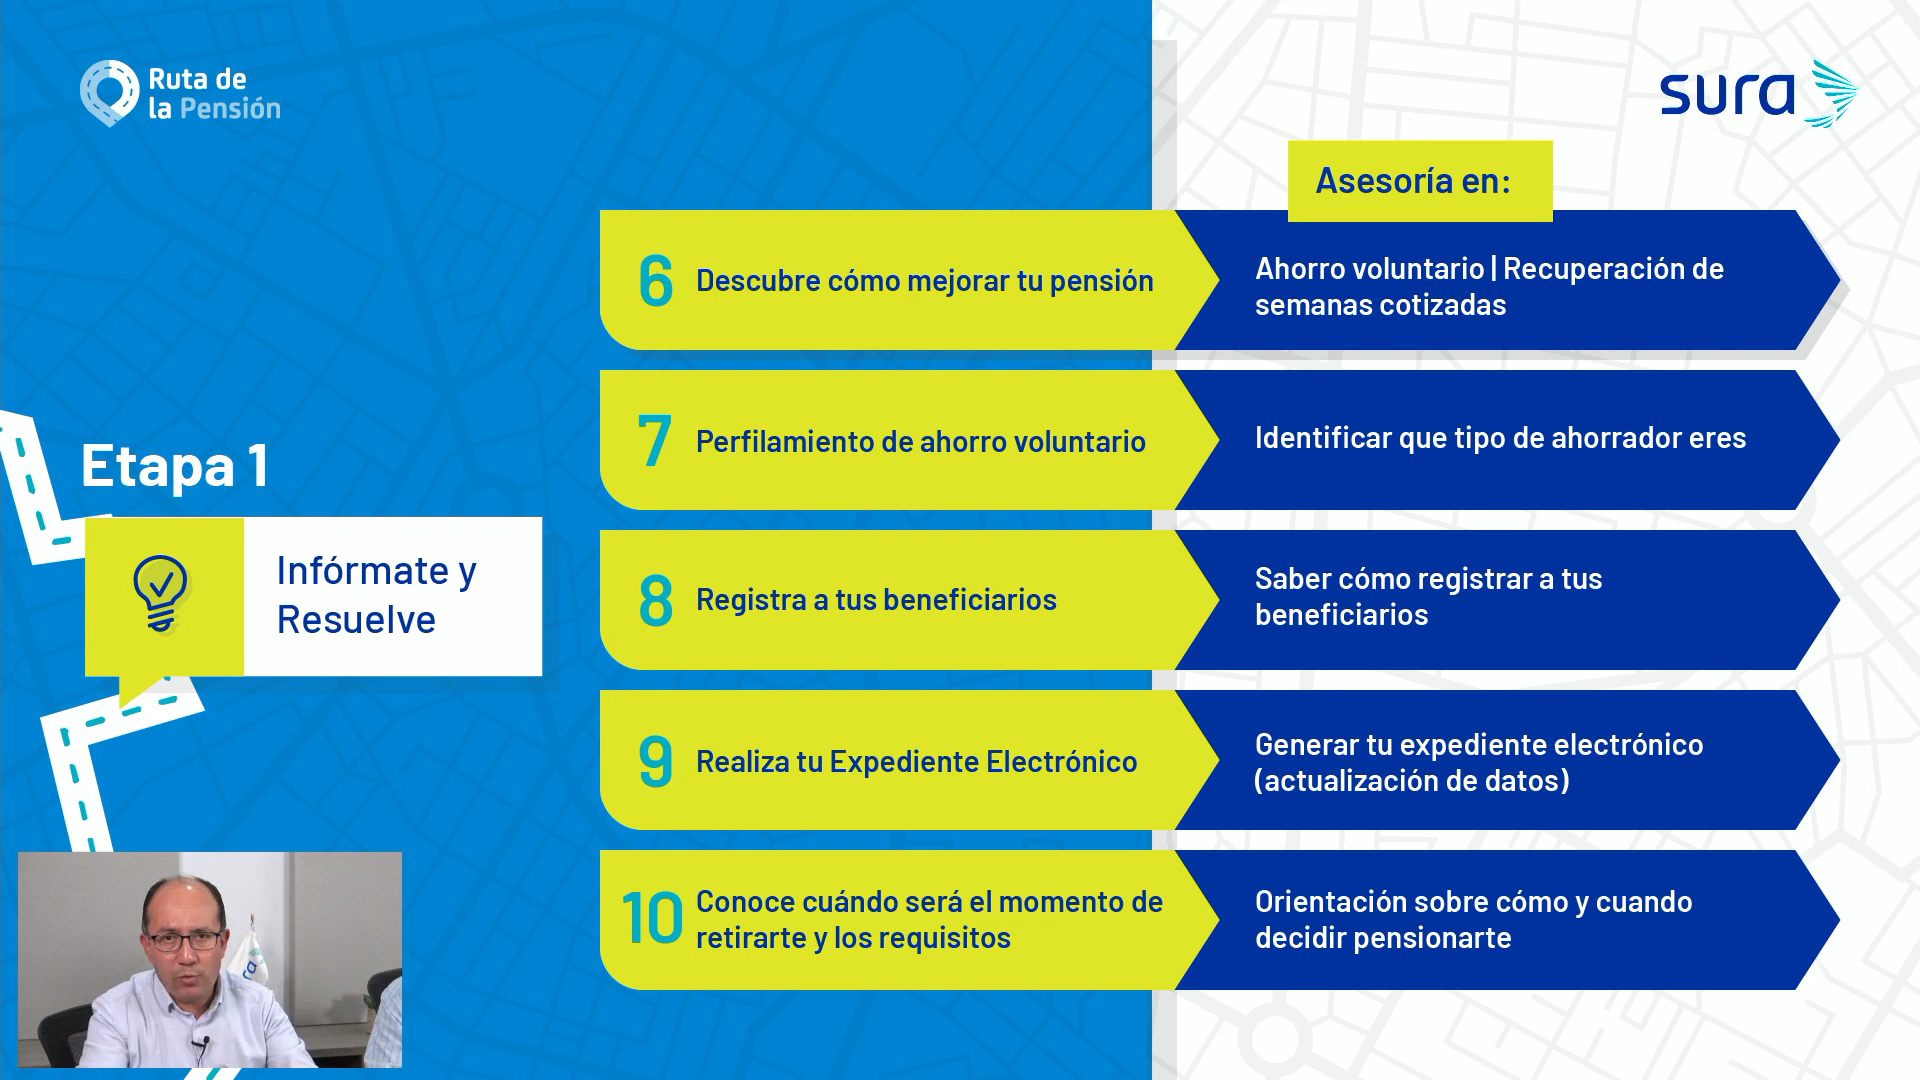 Ruta de
la Pensión
sura
Asesoría en:
Etapa 1
Infórmate y
Resuelve
6
Descubre cómo mejorar tu pensión
Ahorro voluntario | Recuperación de
semanas cotizadas
7
Perfilamiento de ahorro voluntario
Identificar que tipo de ahorrador eres
8
Registra a tus beneficiarios
Saber cómo registrar a tus
beneficiarios
9
Realiza tu Expediente Electrónico
Generar tu expediente electrónico
(actualización de datos)
10
Conoce cuándo será el momento de
retirarte y los requisitos
Orientación sobre cómo y cuando
decidir pensionarte